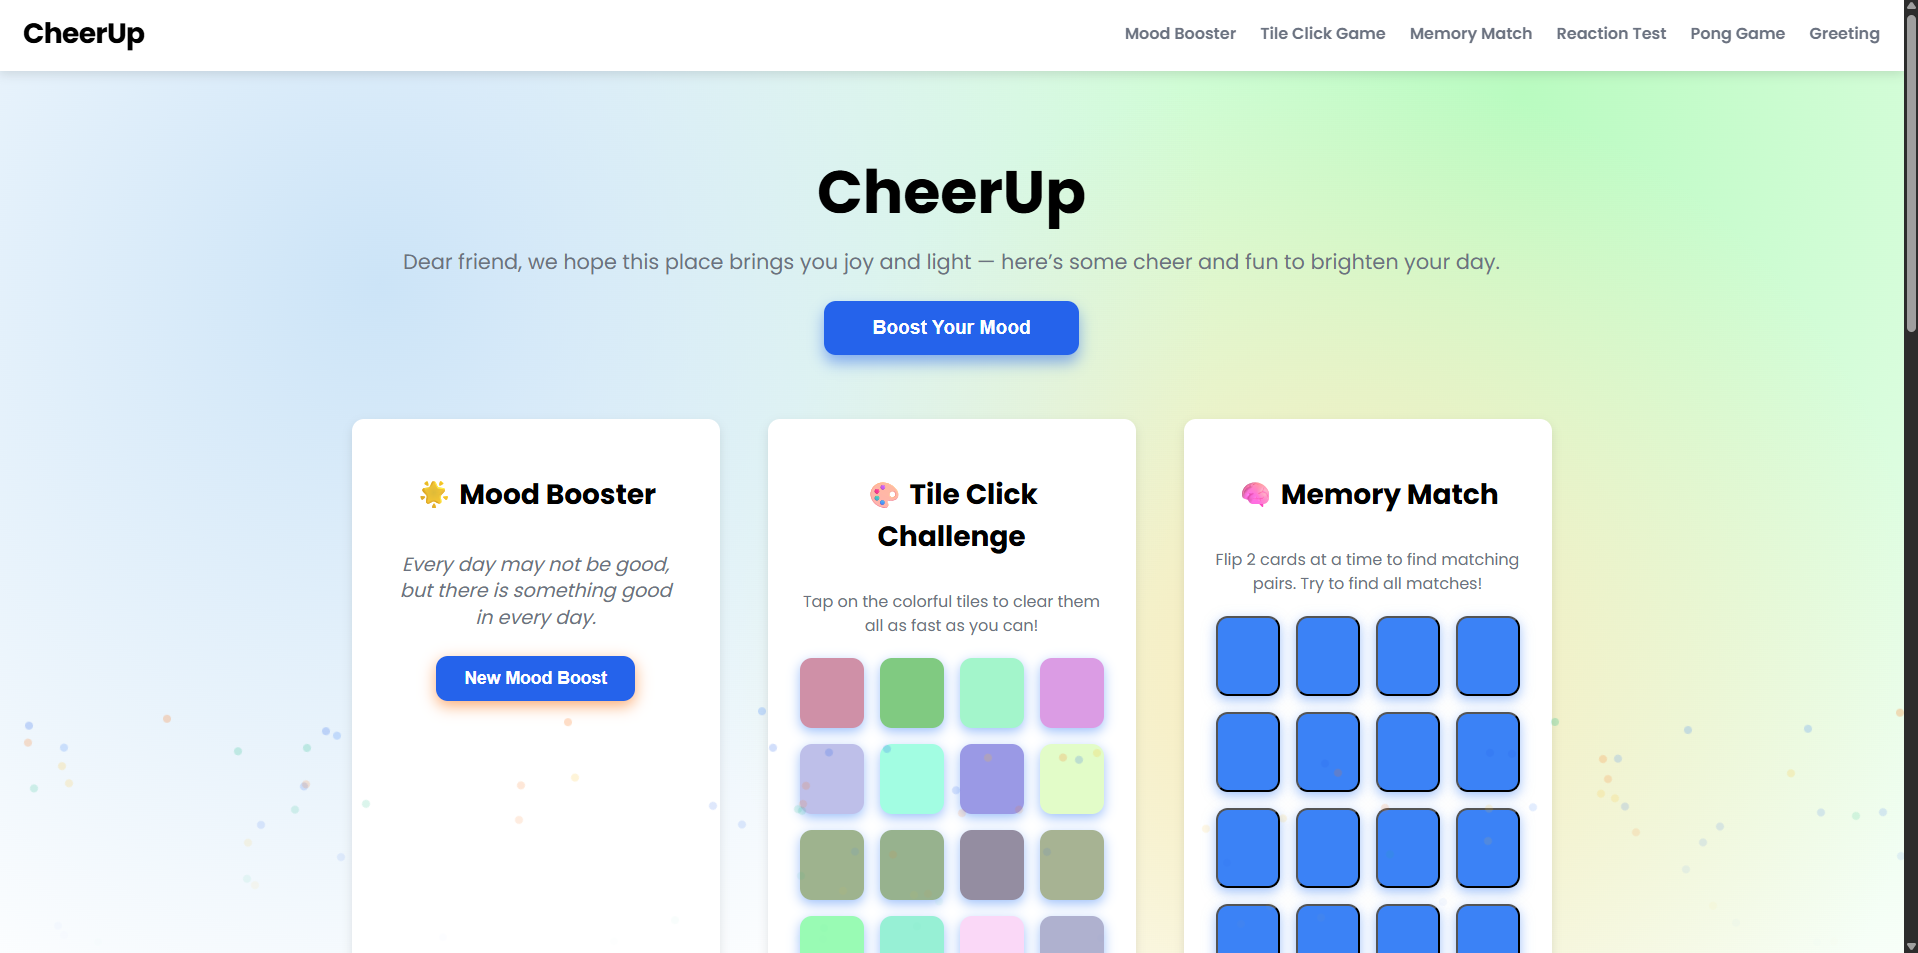 CheerUp
Mood Booster
Tile Click Game
Memory Match
Reaction Test
Pong Game
Greeting
CheerUp
Dear friend, we hope this place brings you joy and light — here’s some cheer and fun to brighten your day.
Boost Your Mood
🌟 Mood Booster
Every day may not be good,
but there is something good
in every day.
New Mood Boost
🎨 Tile Click
Challenge
Tap on the colorful tiles to clear them
all as fast as you can!
🧠 Memory Match
Flip 2 cards at a time to find matching
pairs. Try to find all matches!